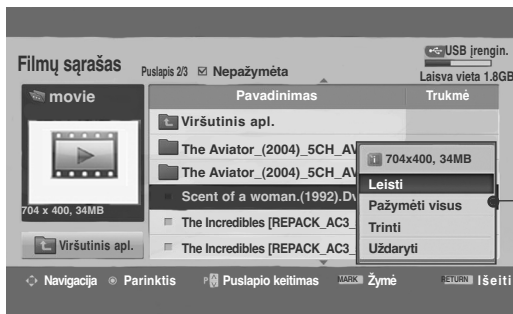 USB įrengin.
Filmų sąrašas Puslapis 2/3 Nepažymėta Laisva vieta 1.8GB
movie
Pavadinimas Trukmė
Viršutinis apl.
The Aviator_(2004)_5CH_AV
The Aviator_(2004)_5CH_AV
Scent of a woman.(1992).Dv
The Incredibles [REPACK_AC3_
The Incredibles [REPACK_AC3_
704 x 400, 34MB
Viršutinis apl.
704x400, 34MB
Leisti
Pažymėti visus
Trinti
Uždaryti
Navigacija Parinktis P Puslapio keitimas MARK Žymė RETURN Išeiti